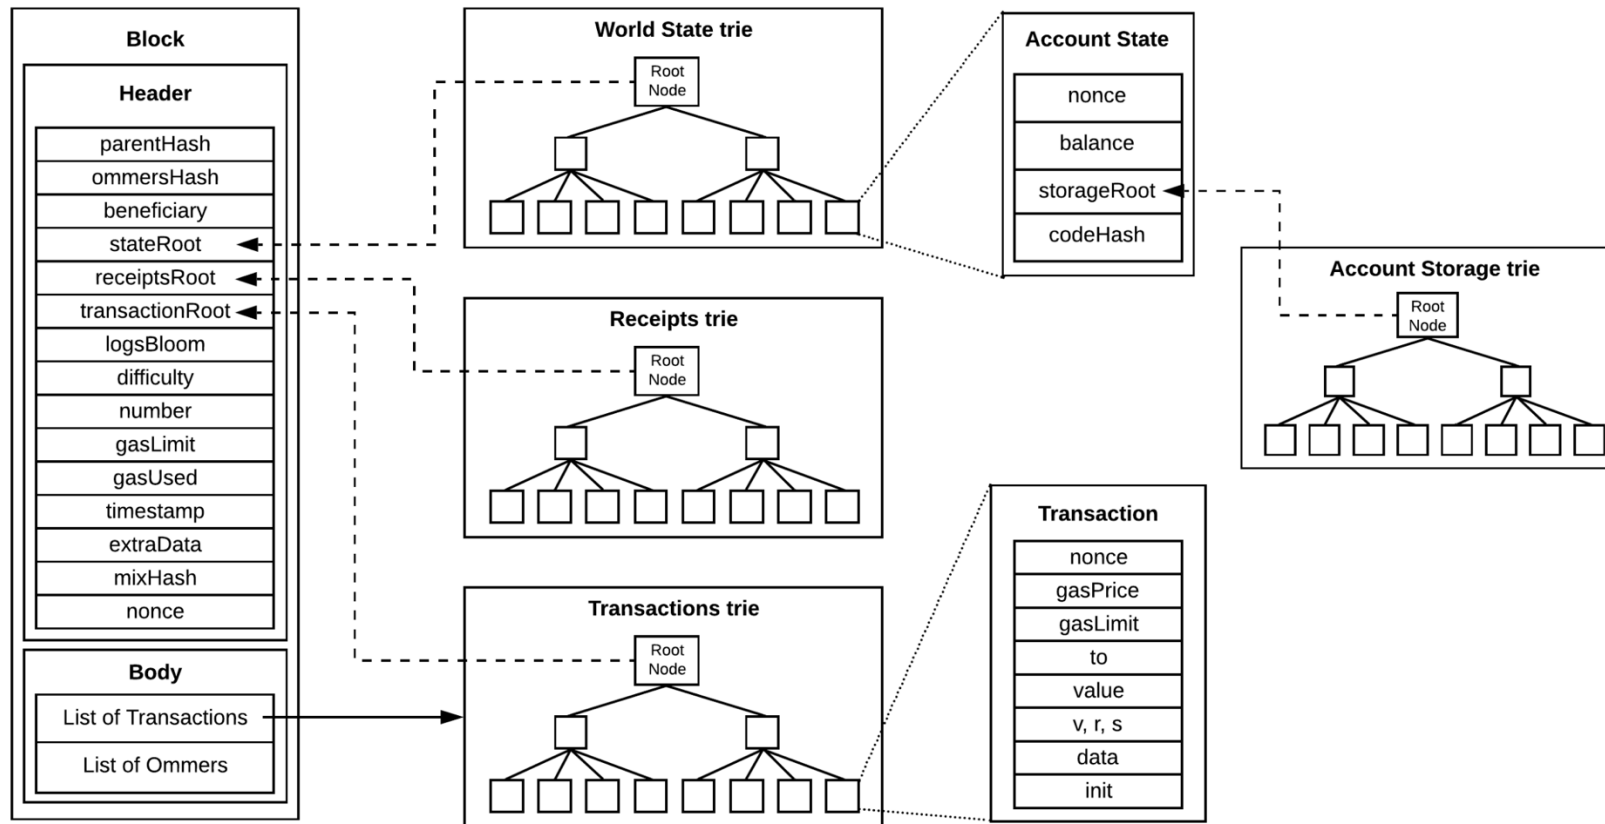 Block
Header
parentHash
ommersHash
beneficiary
stateRoot
receiptsRoot
transactionRoot
logsBloom
difficulty
number
gasLimit
gasUsed
timestamp
extraData
mixHash
nonce
Body
List of Transactions
List of Ommers
World State trie
Root
Node
Receipts trie
Root
Node
Transactions trie
Root
Node
Account State
nonce
balance
storageRoot
codeHash
Account Storage trie
Root
Node
Transaction
nonce
gasPrice
gasLimit
to
value
v, r, s
data
init